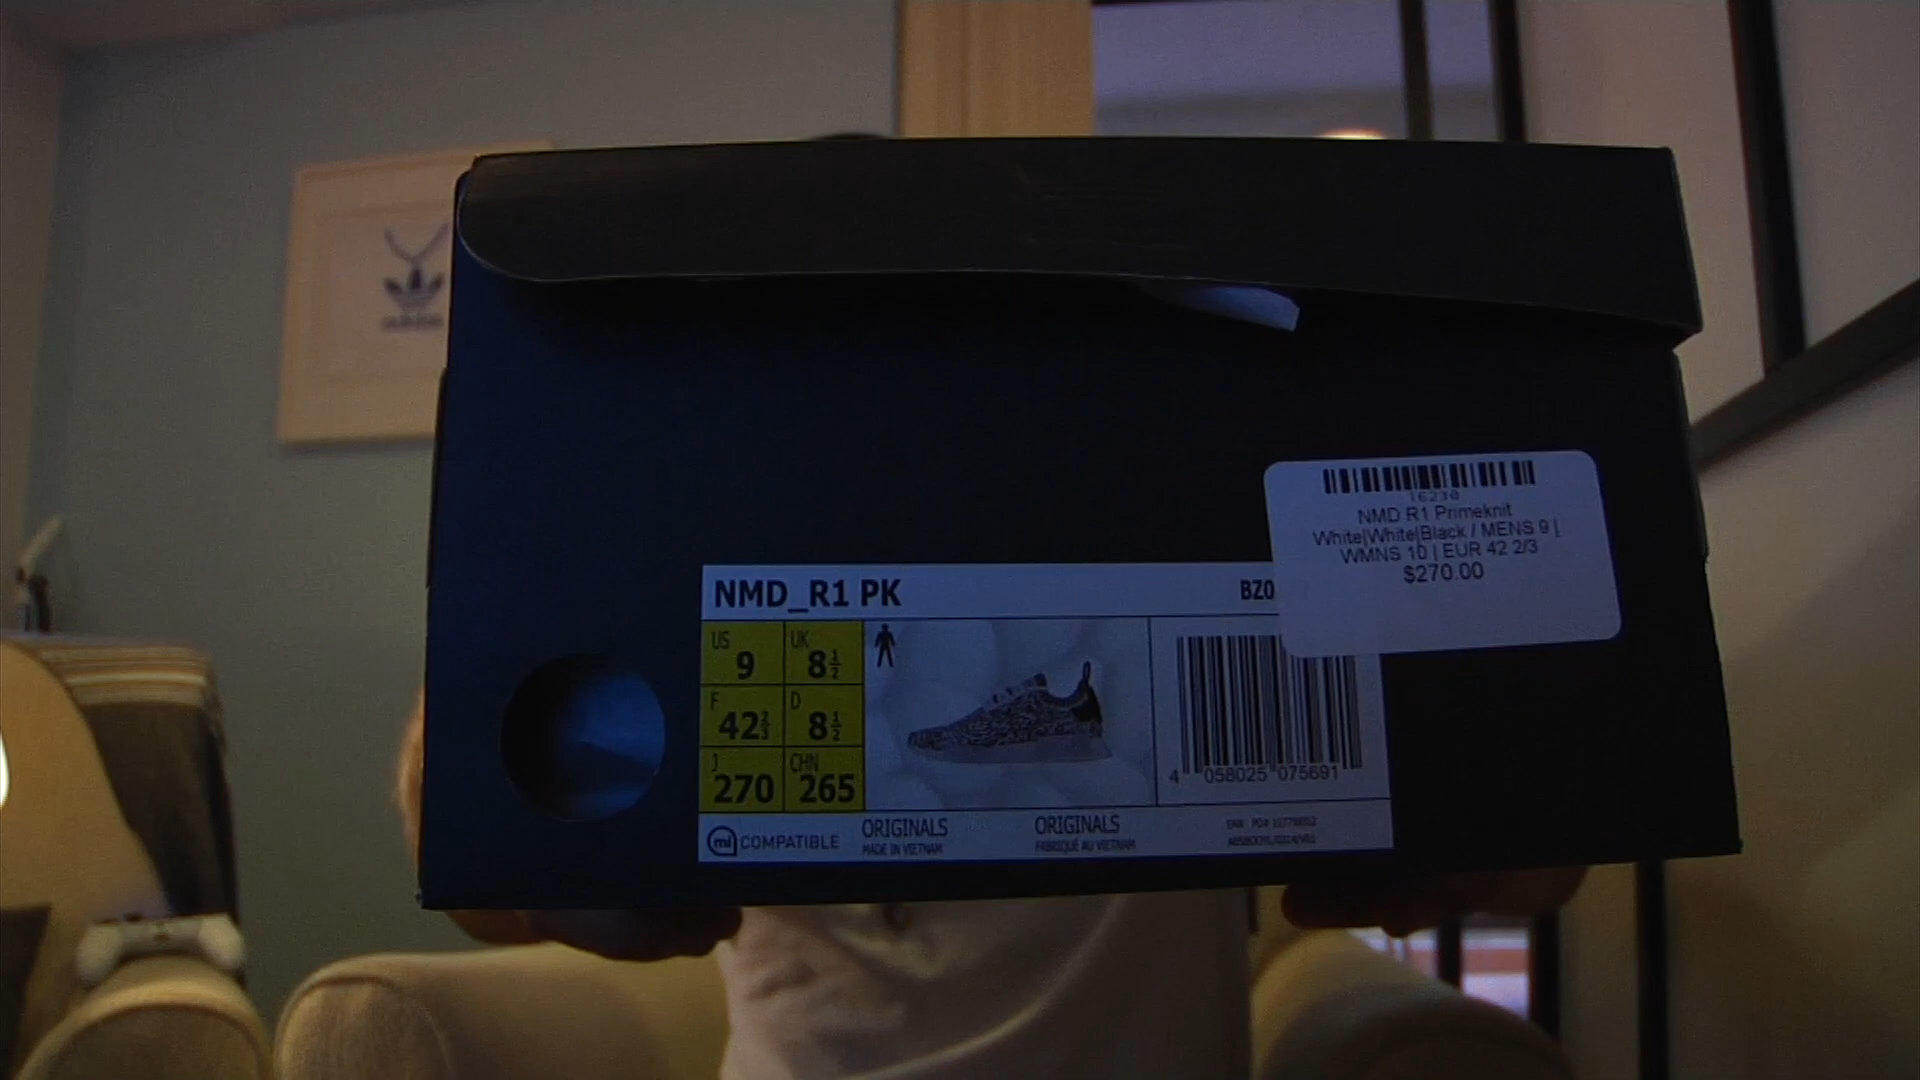 adidas
16230
NMD R1 Primeknit
White|White|Black / MENS 9 |
WMNS 10 | EUR 42 2/3
$270.00
NMD_R1 PK BZ0
US 9 UK 8½
F 42⅔ D 8½
J 270 CHN 265
4 058025 075691
mi COMPATIBLE
ORIGINALS ORIGINALS
MADE IN VIETNAM FABRIQUÉ AU VIETNAM